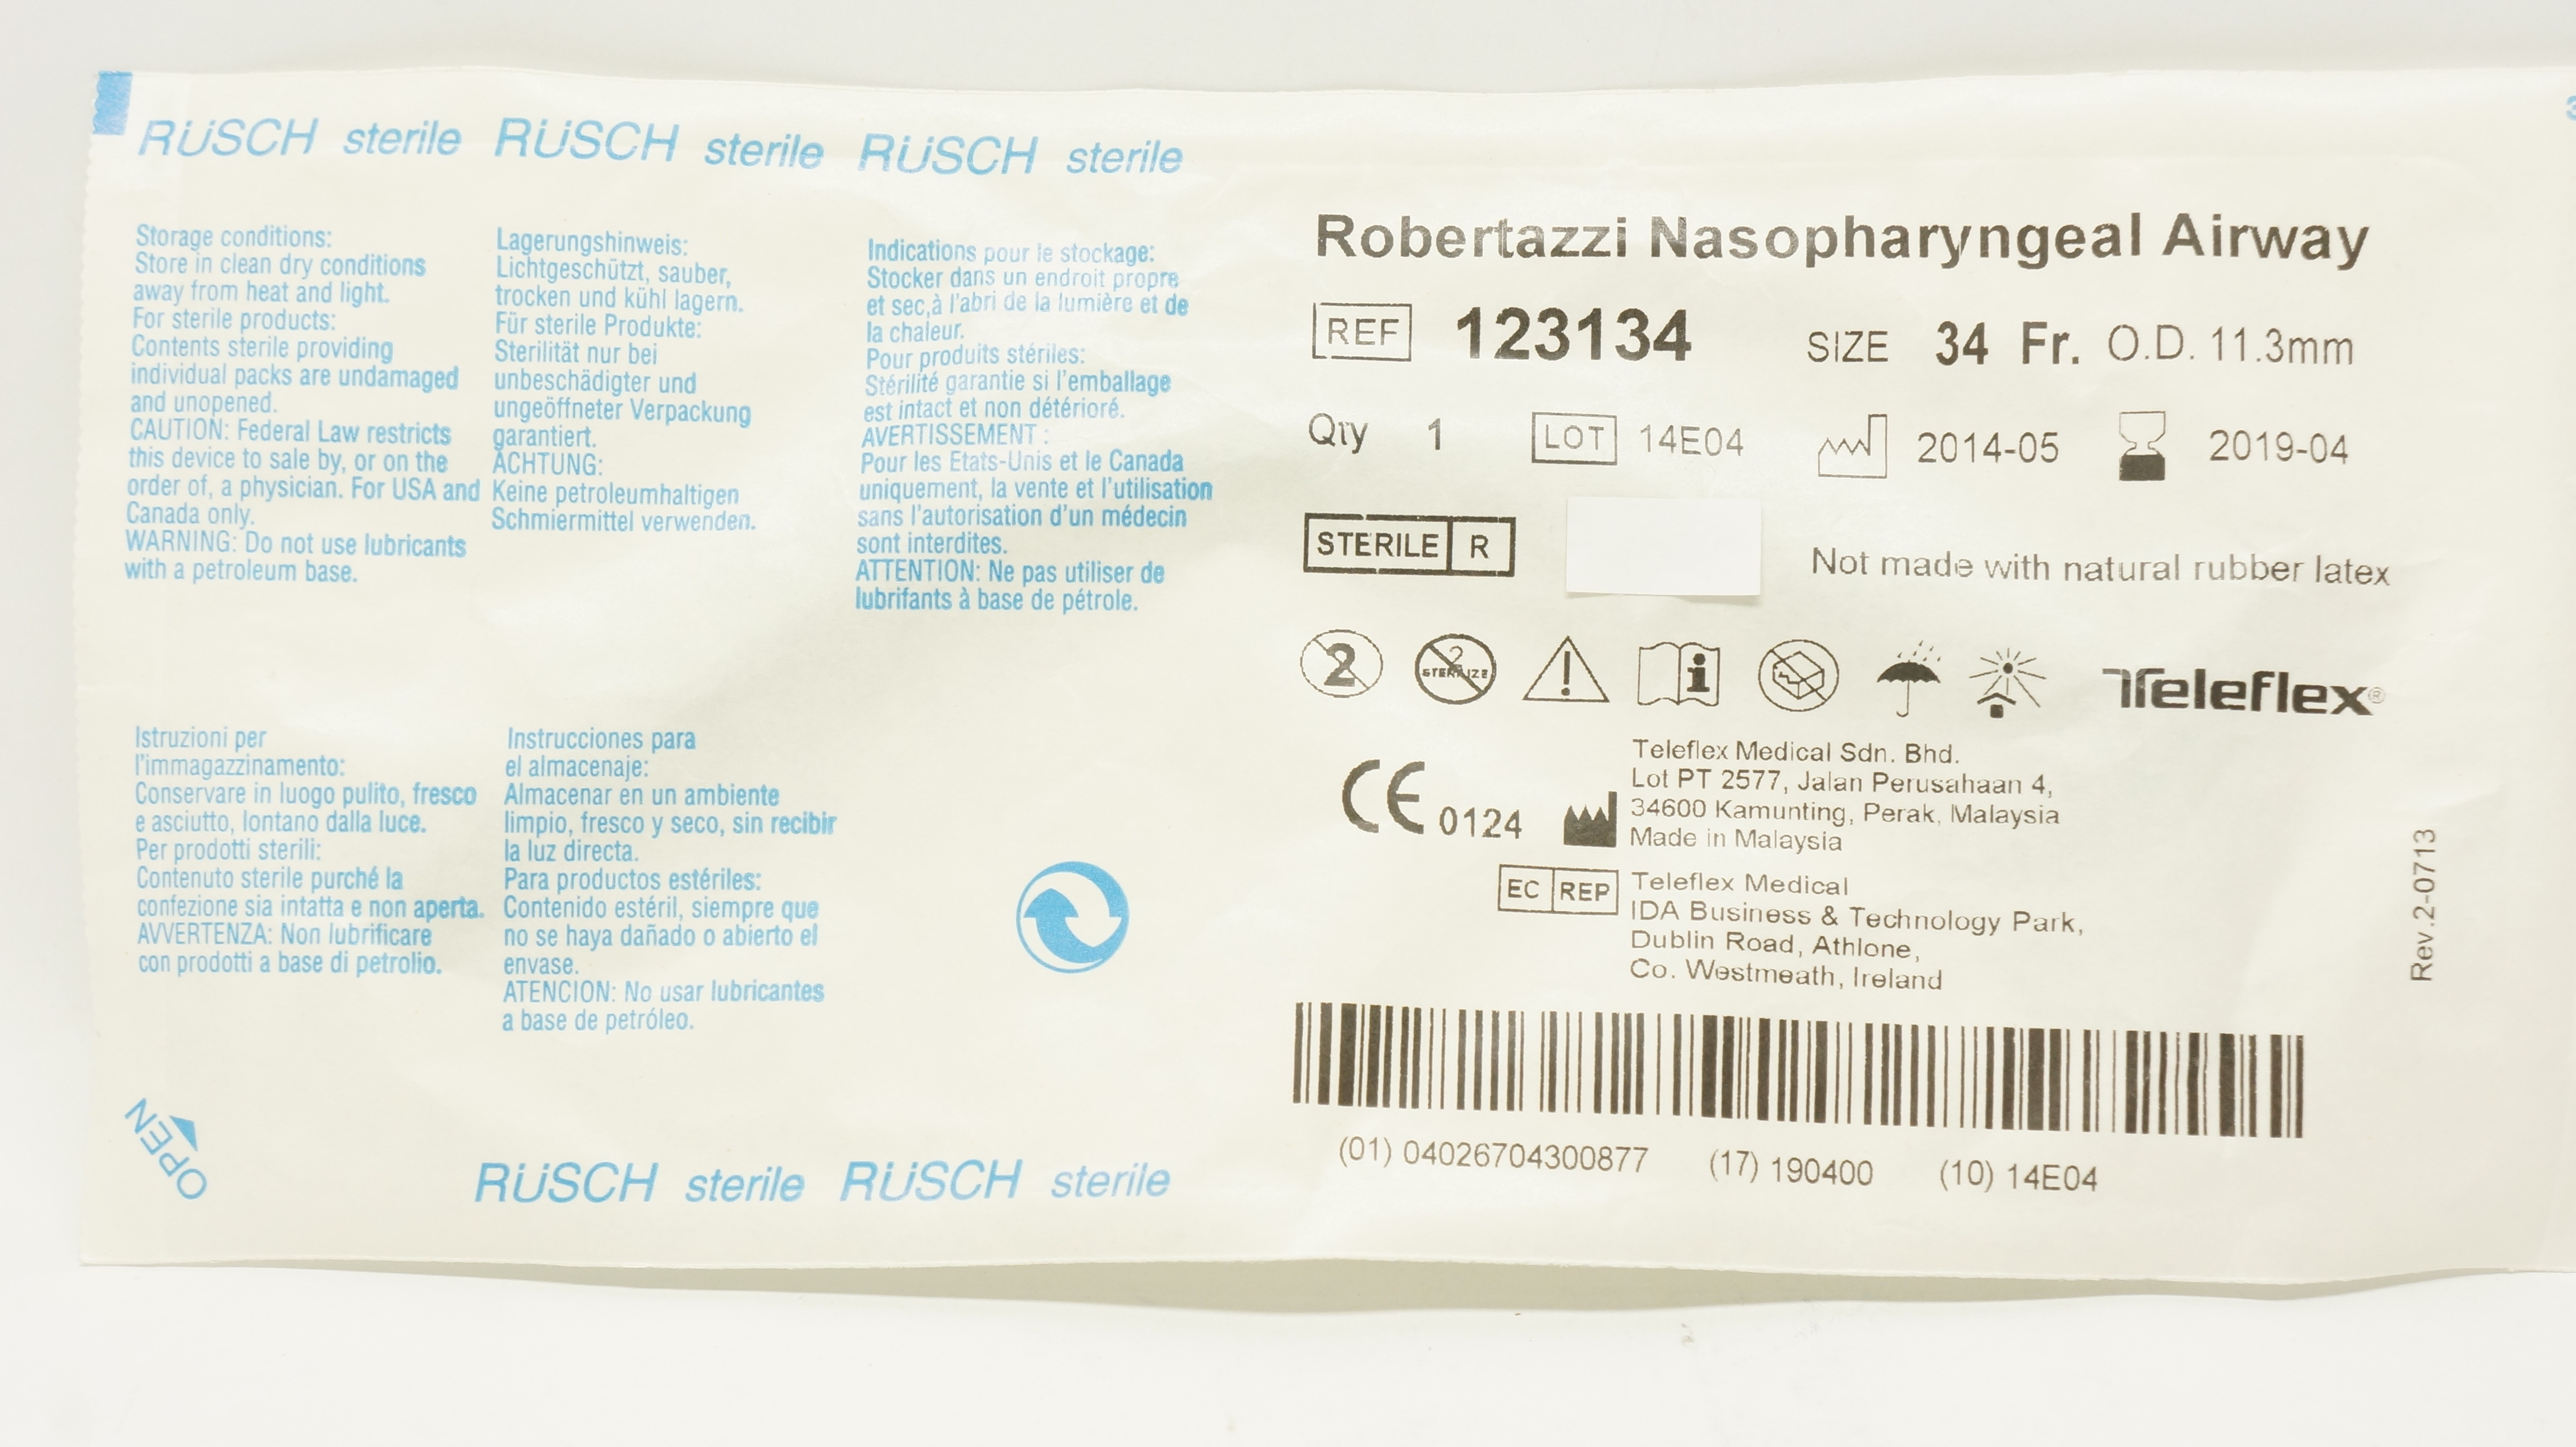 RÜSCH sterile RÜSCH sterile RÜSCH sterile
Storage conditions:
Store in clean dry conditions
away from heat and light.
For sterile products:
Contents sterile providing
individual packs are undamaged
and unopened.
CAUTION: Federal Law restricts
this device to sale by, or on the
order of, a physician. For USA and
Canada only.
WARNING: Do not use lubricants
with a petroleum base.
Lagerungshinweis:
Lichtgeschützt, sauber,
trocken und kühl lagern.
Für sterile Produkte:
Sterilität nur bei
unbeschädigter und
ungeöffneter Verpackung
garantiert.
ACHTUNG:
Keine petroleumhaltigen
Schmiermittel verwenden.
Indications pour le stockage:
Stocker dans un endroit propre
et sec,à l'abri de la lumière et de
la chaleur.
Pour produits stériles:
Stérilité garantie si l'emballage
est intact et non détérioré.
AVERTISSEMENT :
Pour les Etats-Unis et le Canada
uniquement, la vente et l'utilisation
sans l'autorisation d'un médecin
sont interdites.
ATTENTION: Ne pas utiliser de
lubrifants à base de pétrole.
Istruzioni per
l'immagazzinamento:
Conservare in luogo pulito, fresco
e asciutto, lontano dalla luce.
Per prodotti sterili:
Contenuto sterile purché la
confezione sia intatta e non aperta.
AVVERTENZA: Non lubrificare
con prodotti a base di petrolio.
Instrucciones para
el almacenaje:
Almacenar en un ambiente
limpio, fresco y seco, sin recibir
la luz directa.
Para productos estériles:
Contenido estéril, siempre que
no se haya dañado o abierto el
envase.
ATENCION: No usar lubricantes
a base de petróleo.
OPEN
RÜSCH sterile RÜSCH sterile
Robertazzi Nasopharyngeal Airway
REF 123134 SIZE 34 Fr. O.D. 11.3mm
Qty 1 LOT 14E04 2014-05 2019-04
STERILE R Not made with natural rubber latex
2 2 STERILIZE Teleflex®
CE 0124
Teleflex Medical Sdn. Bhd.
Lot PT 2577, Jalan Perusahaan 4,
34600 Kamunting, Perak, Malaysia
Made in Malaysia
EC REP Teleflex Medical
IDA Business & Technology Park,
Dublin Road, Athlone,
Co. Westmeath, Ireland
Rev.2-0713
(01) 04026704300877 (17) 190400 (10) 14E04